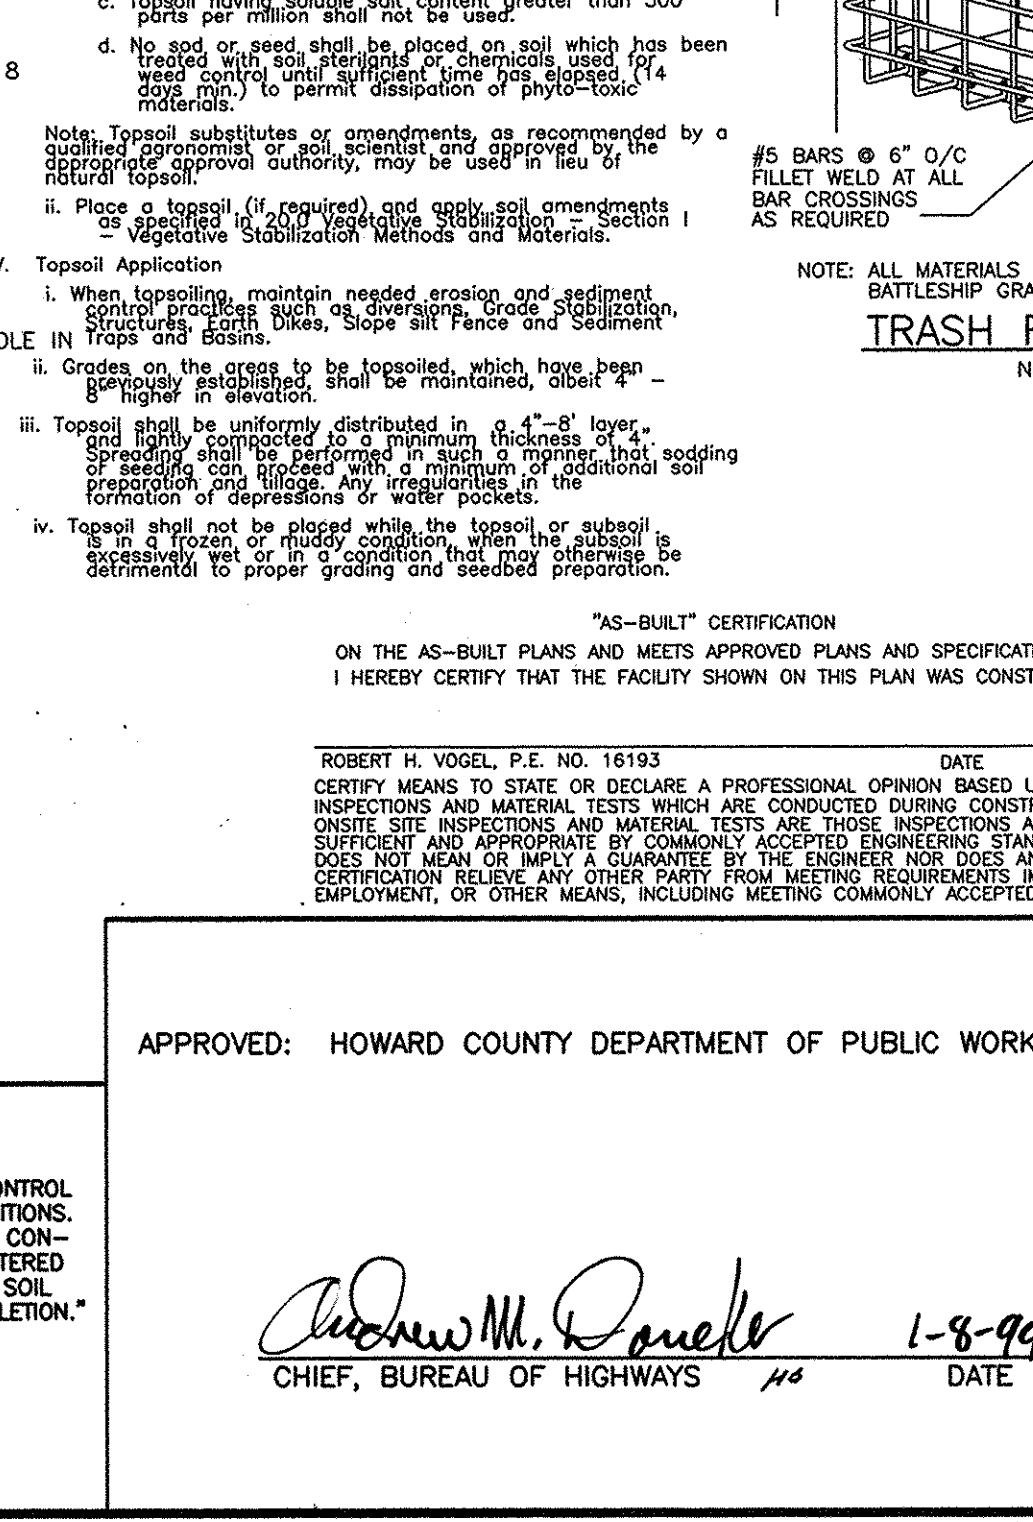 c. Topsoil having soluble salt content greater than 500
parts per million shall not be used.
d. No sod or seed shall be placed on soil which has been
treated with soil sterilants or chemicals used for
weed control until sufficient time has elapsed (14
days min.) to permit dissipation of phyto-toxic
materials.
8
Note: Topsoil substitutes or amendments, as recommended by a
qualified agronomist or soil scientist and approved by the
appropriate approval authority, may be used in lieu of
natural topsoil.
ii. Place a topsoil (if required) and apply soil amendments
as specified in 20.0 Vegetative Stabilization – Section I
– Vegetative Stabilization Methods and Materials.
V. Topsoil Application
i. When topsoiling, maintain needed erosion and sediment
control practices such as diversions, Grade Stabilization,
Structures, Earth Dikes, Slope silt Fence and Sediment
Traps and Basins.
OLE IN
ii. Grades on the areas to be topsoiled, which have been
previously established, shall be maintained, albeit 4" –
8" higher in elevation.
iii. Topsoil shall be uniformly distributed in a 4"–8' layer
and lightly compacted to a minimum thickness of 4".
Spreading shall be performed in such a manner that sodding
or seeding can proceed with a minimum of additional soil
preparation and tillage. Any irregularities in the
formation of depressions or water pockets.
iv. Topsoil shall not be placed while the topsoil or subsoil
is in a frozen or muddy condition, when the subsoil is
excessively wet or in a condition that may otherwise be
detrimental to proper grading and seedbed preparation.
#5 BARS @ 6" O/C
FILLET WELD AT ALL
BAR CROSSINGS
AS REQUIRED
NOTE: ALL MATERIALS
BATTLESHIP GRA
TRASH
N
"AS-BUILT" CERTIFICATION
ON THE AS-BUILT PLANS AND MEETS APPROVED PLANS AND SPECIFICATI
I HEREBY CERTIFY THAT THE FACILITY SHOWN ON THIS PLAN WAS CONST
ROBERT H. VOGEL, P.E. NO. 16193 DATE
CERTIFY MEANS TO STATE OR DECLARE A PROFESSIONAL OPINION BASED U
INSPECTIONS AND MATERIAL TESTS WHICH ARE CONDUCTED DURING CONST
ONSITE SITE INSPECTIONS AND MATERIAL TESTS ARE THOSE INSPECTIONS A
SUFFICIENT AND APPROPRIATE BY COMMONLY ACCEPTED ENGINEERING STAN
DOES NOT MEAN OR IMPLY A GUARANTEE BY THE ENGINEER NOR DOES AN
CERTIFICATION RELIEVE ANY OTHER PARTY FROM MEETING REQUIREMENTS IM
EMPLOYMENT, OR OTHER MEANS, INCLUDING MEETING COMMONLY ACCEPTED
APPROVED: HOWARD COUNTY DEPARTMENT OF PUBLIC WORK
ONTROL
ITIONS.
CON–
TERED
SOIL
LETION."
Andrew M. Daneker 1-8-99
CHIEF, BUREAU OF HIGHWAYS HS DATE